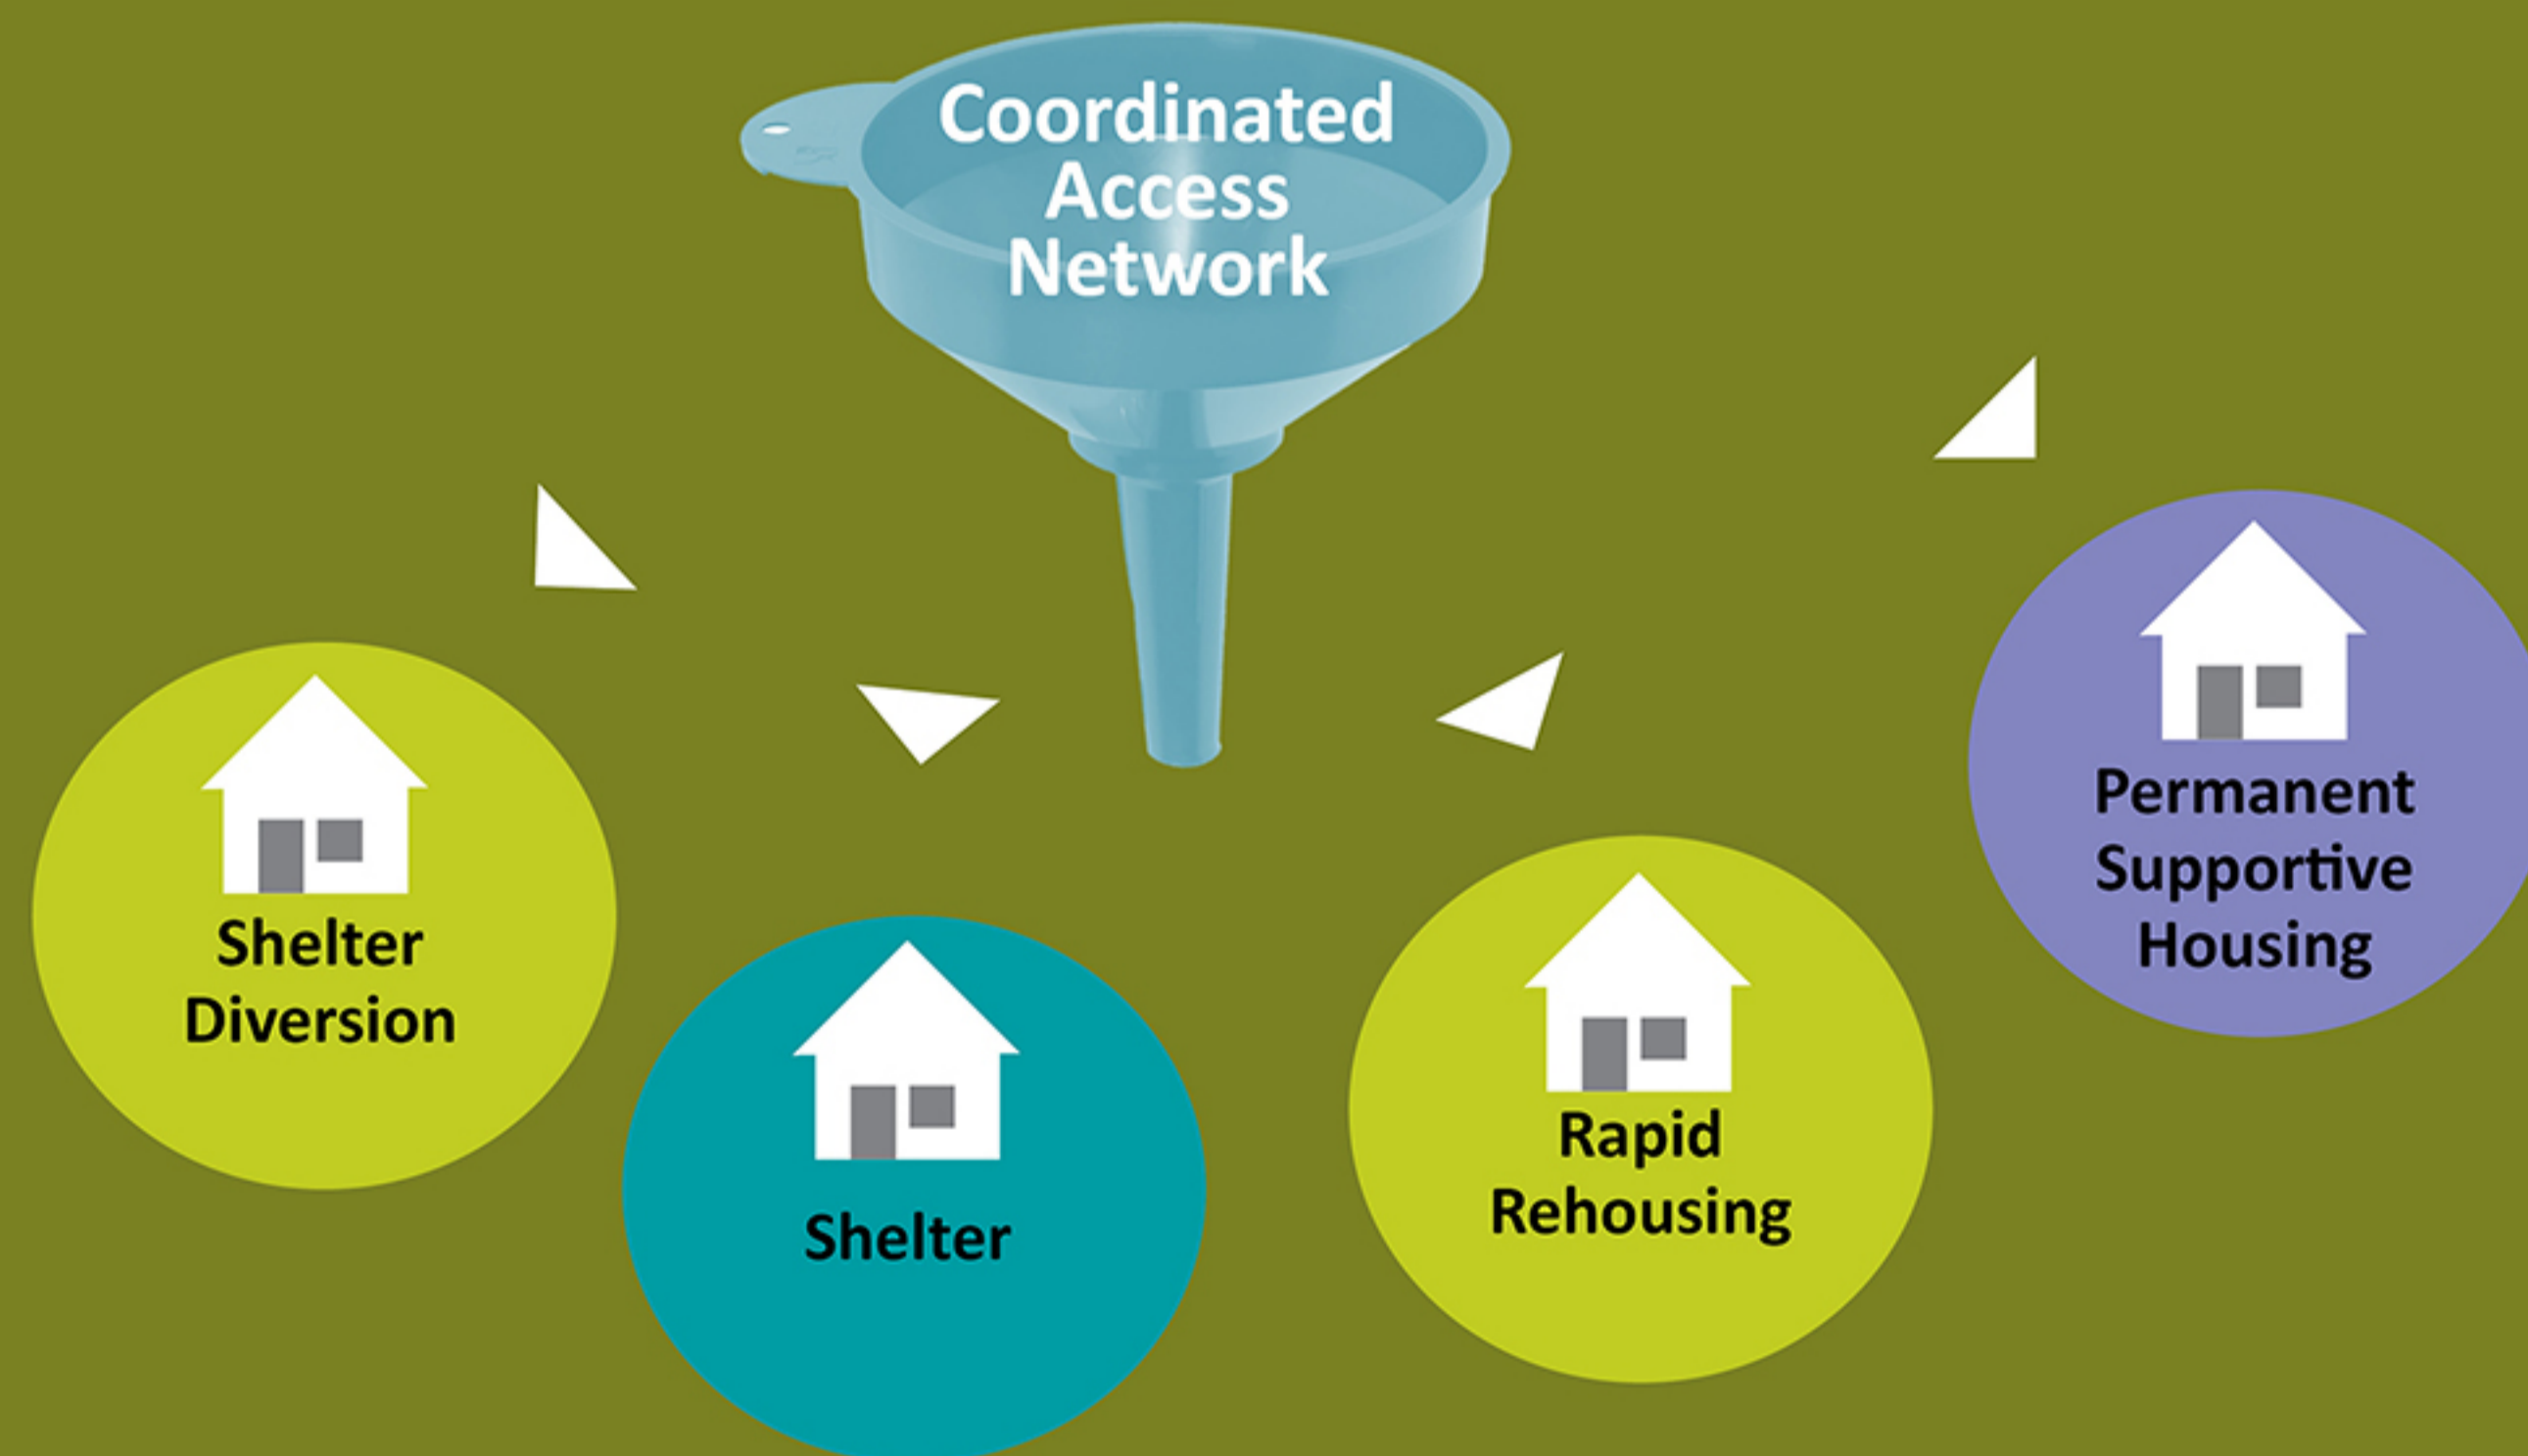 Coordinated
Access
Network
Shelter
Diversion
Shelter
Rapid
Rehousing
Permanent
Supportive
Housing